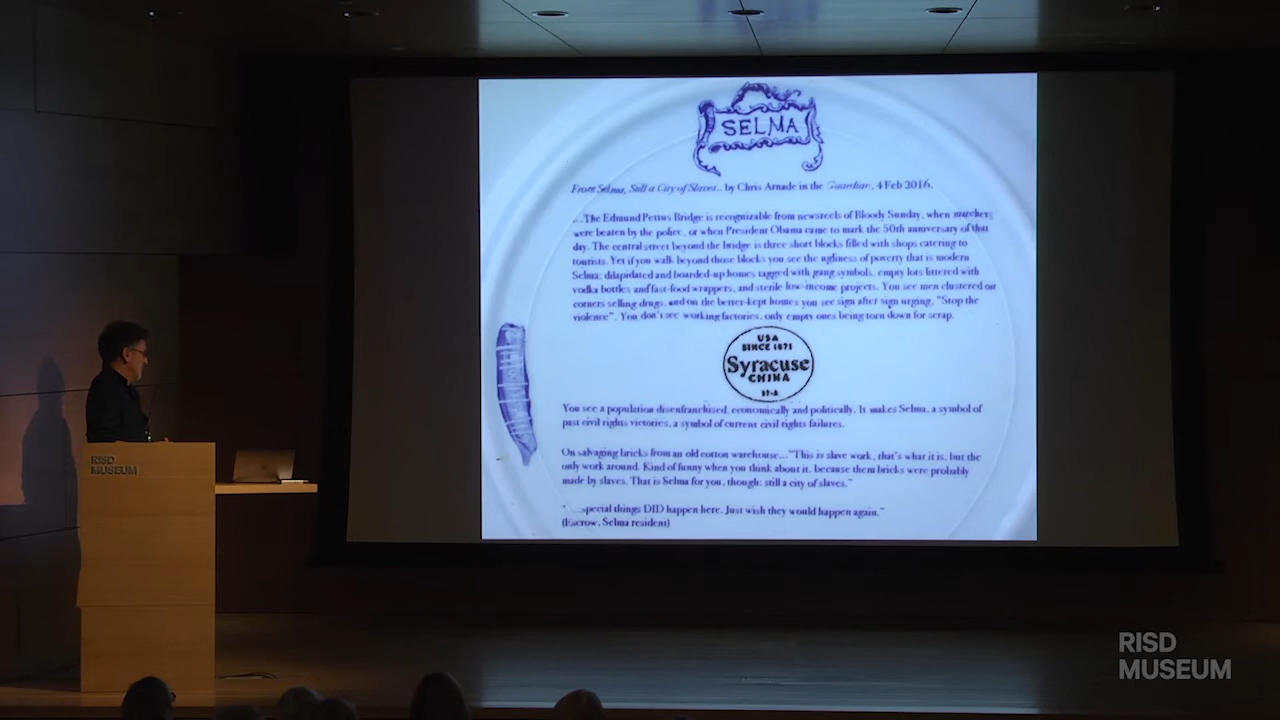 SELMA
From Selma, Still a City of Slaves.. by Chris Arnade in the Guardian, 4 Feb 2016.
...The Edmund Pettus Bridge is recognizable from newsreels of Bloody Sunday, when marchers
were beaten by the police, or when President Obama came to mark the 50th anniversary of that
day. The central street beyond the bridge is three short blocks filled with shops catering to
tourists. Yet if you walk beyond those blocks you see the ugliness of poverty that is modern
Selma: dilapidated and boarded-up homes tagged with gang symbols, empty lots littered with
vodka bottles and fast-food wrappers, and sterile low-income projects. You see men clustered on
corners selling drugs, and on the better-kept homes you see sign after sign urging, "Stop the
violence". You don't see working factories, only empty ones being torn down for scrap.
USA
SINCE 1871
Syracuse
CHINA
You see a population disenfranchised, economically and politically. It makes Selma, a symbol of
past civil rights victories, a symbol of current civil rights failures.
On salvaging bricks from an old cotton warehouse..."This is slave work, that's what it is, but the
only work around. Kind of funny when you think about it, because them bricks were probably
made by slaves. That is Selma for you, though: still a city of slaves."
"....special things DID happen here. Just wish they would happen again."
Selma resident)
RISD
MUSEUM
RISD
MUSEUM